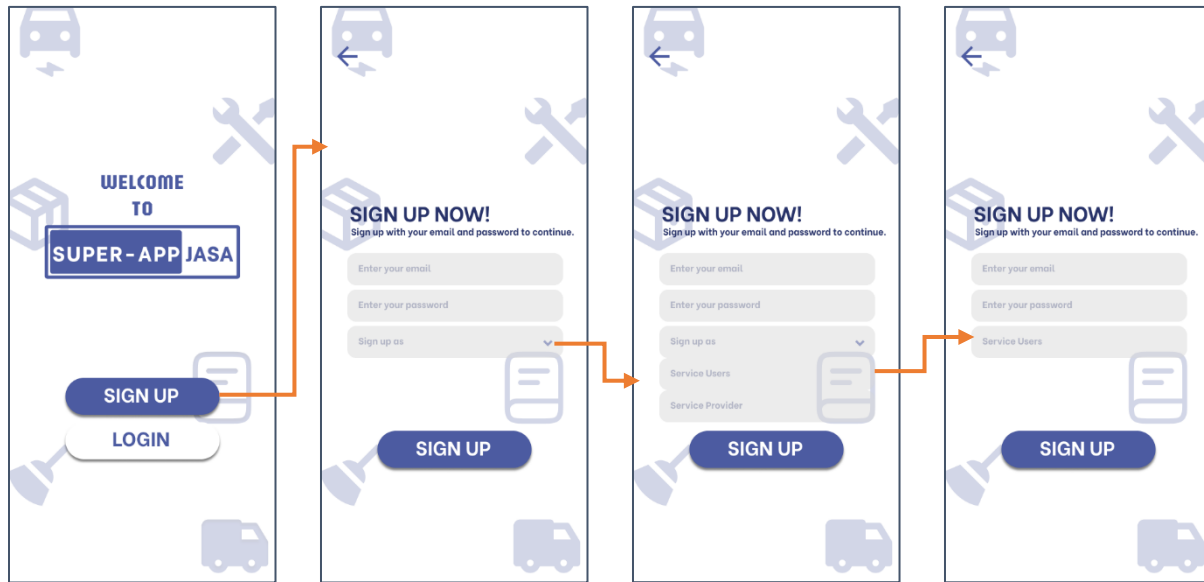 WELCOME
TO
SUPER-APP JASA
SIGN UP
LOGIN
SIGN UP NOW!
Sign up with your email and password to continue.
Enter your email
Enter your password
Sign up as
SIGN UP
SIGN UP NOW!
Sign up with your email and password to continue.
Enter your email
Enter your password
Sign up as
Service Users
Service Provider
SIGN UP
SIGN UP NOW!
Sign up with your email and password to continue.
Enter your email
Enter your password
Service Users
SIGN UP